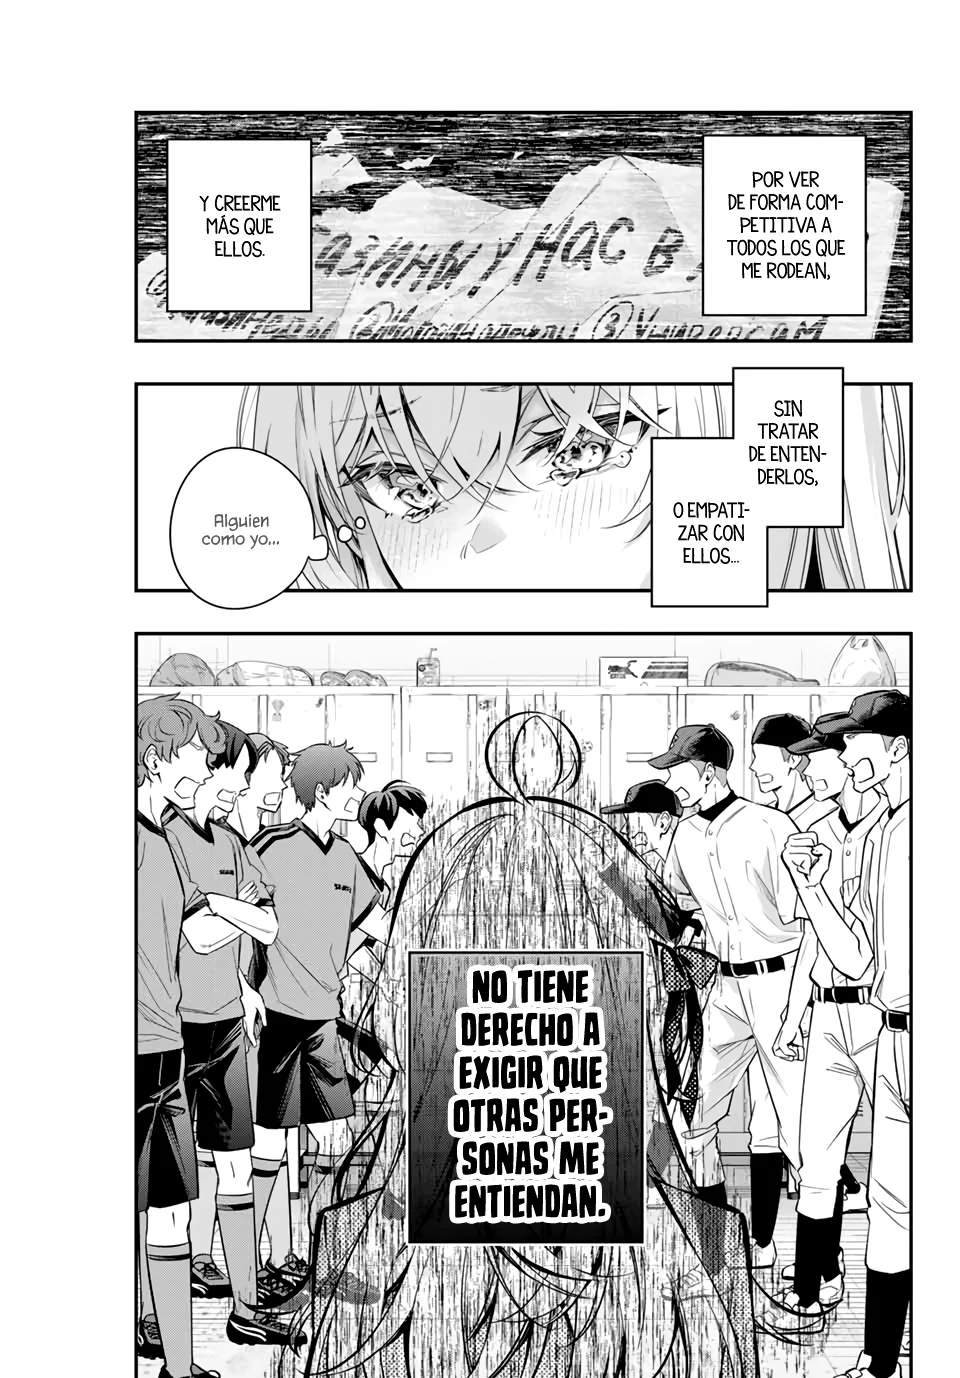 POR VER
DE FORMA COM-
PETITIVA A
TODOS LOS QUE
ME RODEAN,
Y CREERME
MÁS QUE
ELLOS.
УНАС В
SIN
TRATAR
DE ENTEN-
DERLOS,
O EMPATI-
ZAR CON
ELLOS...
Alguien
como yo...
NO TIENE
DERECHO A
EXIGIR QUE
OTRAS PER-
SONAS ME
ENTIENDAN.